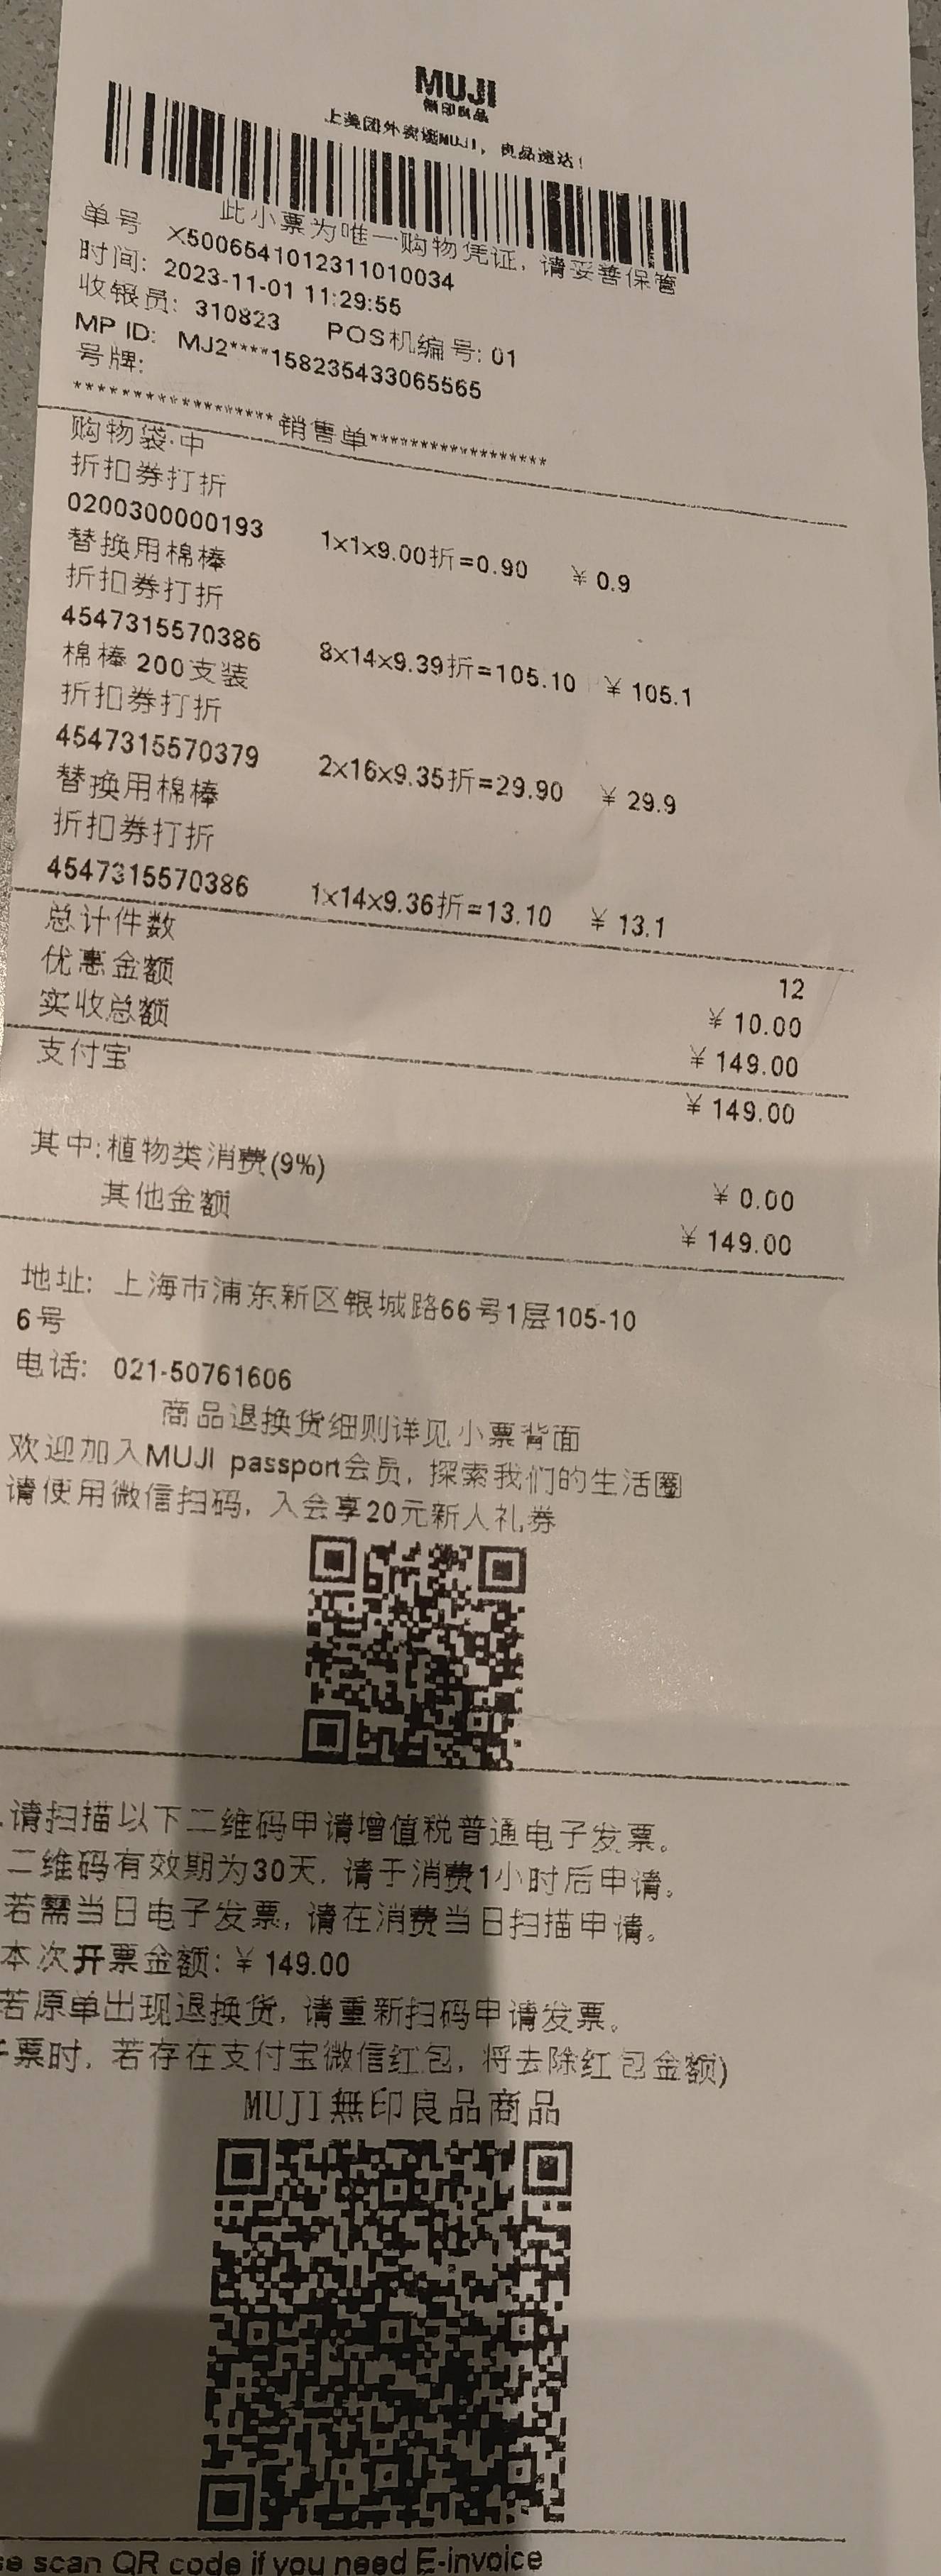 MUJI
無印良品
上美团外卖逛MUJI，良品速达！
此小票为唯一购物凭证，请妥善保管
单号 X5006541012311010034
时间: 2023-11-01 11:29:55
收银员: 310823 POS机编号: 01
MP ID: MJ2****158235433065565
号牌:
******************销售单******************
购物袋.中
折扣券打折
0200300000193 1x1x9.00折=0.90 ￥0.9
替换用棉棒
折扣券打折
4547315570386 8x14x9.39折=105.10 ￥105.1
棉棒 200支装
折扣券打折
4547315570379 2x16x9.35折=29.90 ￥29.9
替换用棉棒
折扣券打折
4547315570386 1x14x9.36折=13.10 ￥13.1
总计件数 12
优惠金额 ￥10.00
实收总额 ￥149.00
支付宝 ￥149.00
其中:植物类消费(9%) ￥0.00
其他金额 ￥149.00
地址: 上海市浦东新区银城路66号1层105-10
6号
电话: 021-50761606
商品退换货细则详见小票背面
欢迎加入MUJI passport会员，探索我们的生活圈
请使用微信扫码，入会享20元新人礼券
.请扫描以下二维码申请增值税普通电子发票。
二维码有效期为30天，请于消费1小时后申请。
若需当日电子发票，请在消费当日扫描申请。
本次开票金额:￥149.00
若原单出现退换货，请重新扫码申请发票。
票时，若存在支付宝微信红包，将去除红包金额)
MUJI無印良品商品
se scan QR code if you need E-invoice